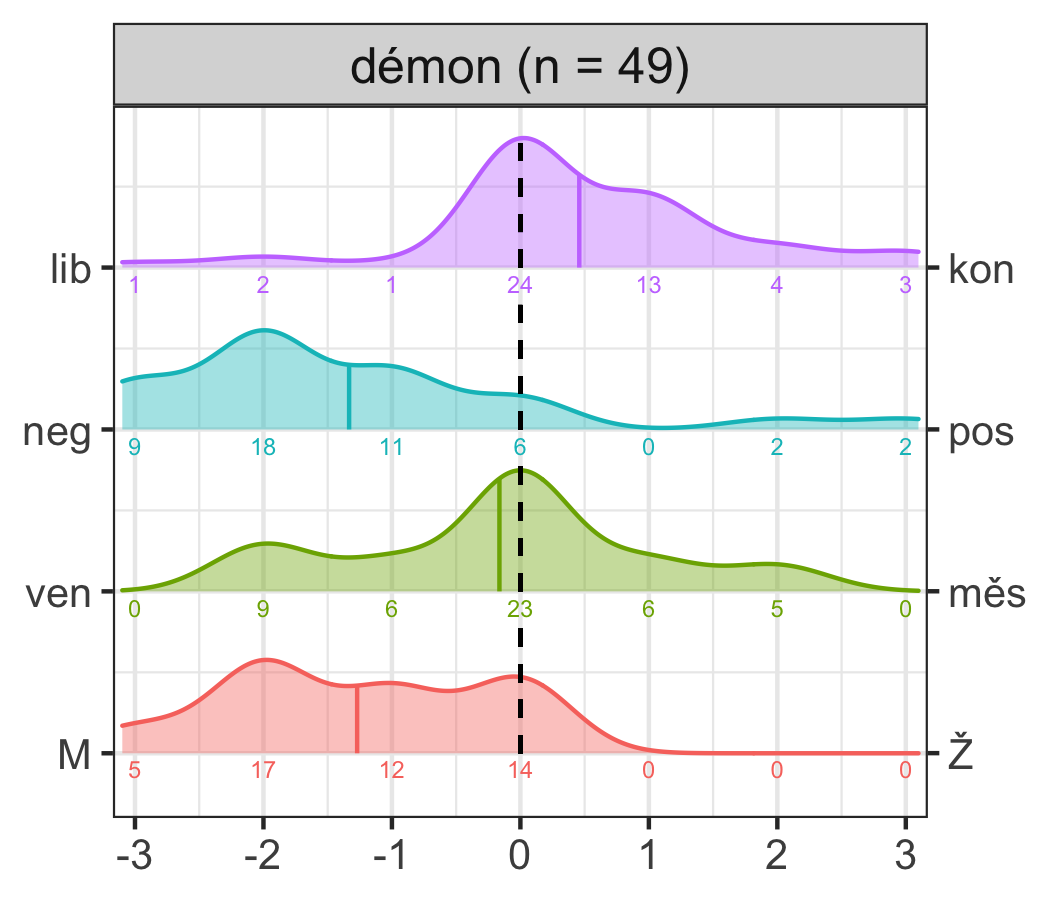 démon (n = 49)
lib kon
1 2 1 24 13 4 3
neg pos
9 18 11 6 0 2 2
ven měs
0 9 6 23 6 5 0
M Ž
5 17 12 14 0 0 0
-3 -2 -1 0 1 2 3